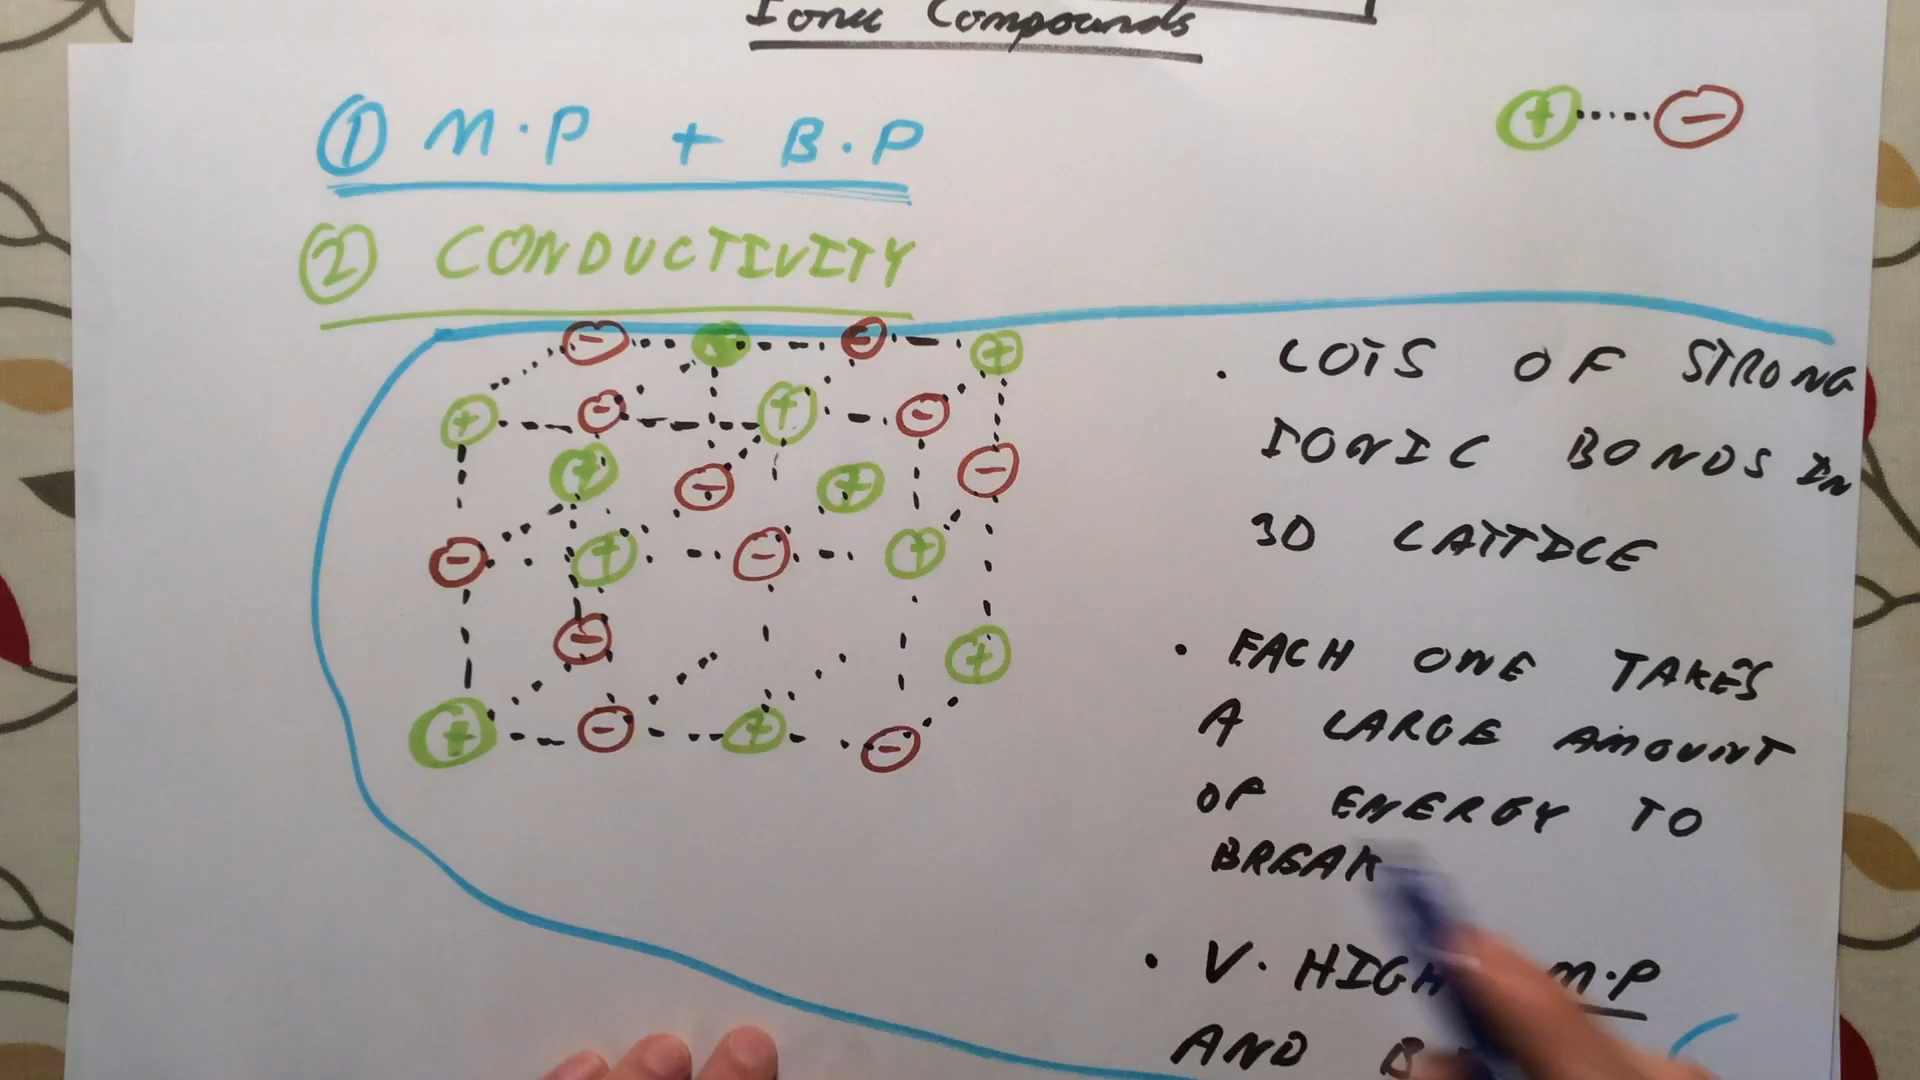 Ionic Compounds
① M.P + B.P
② CONDUCTIVITY
+ -
- + - +
+ - + -
+ - + -
- + - +
-
+
+ - + -
. LOTS OF STRONG
IONIC BONDS IN
3D LATTICE
. EACH ONE TAKES
A LARGE AMOUNT
OF ENERGY TO
BREAK
. V. HIGH M.P
AND